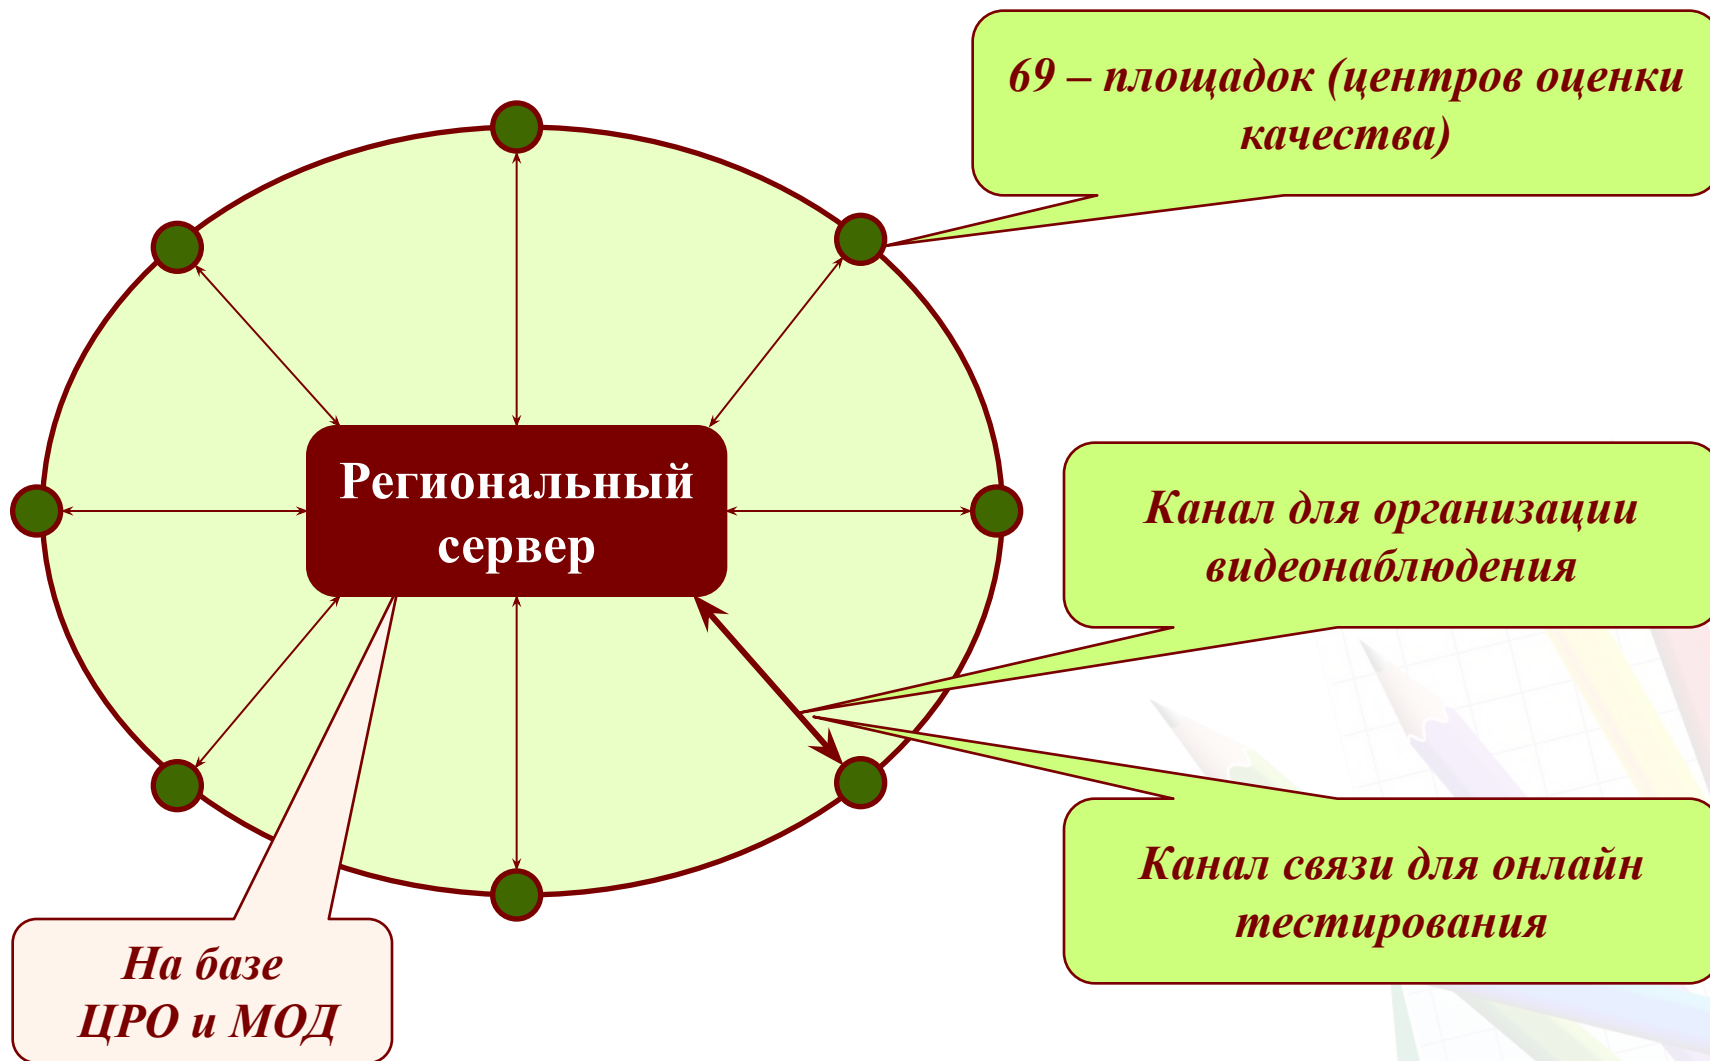 69 – площадок (центров оценки
качества)
Региональный
сервер
Канал для организации
видеонаблюдения
Канал связи для онлайн
тестирования
На базе
ЦРО и МОД